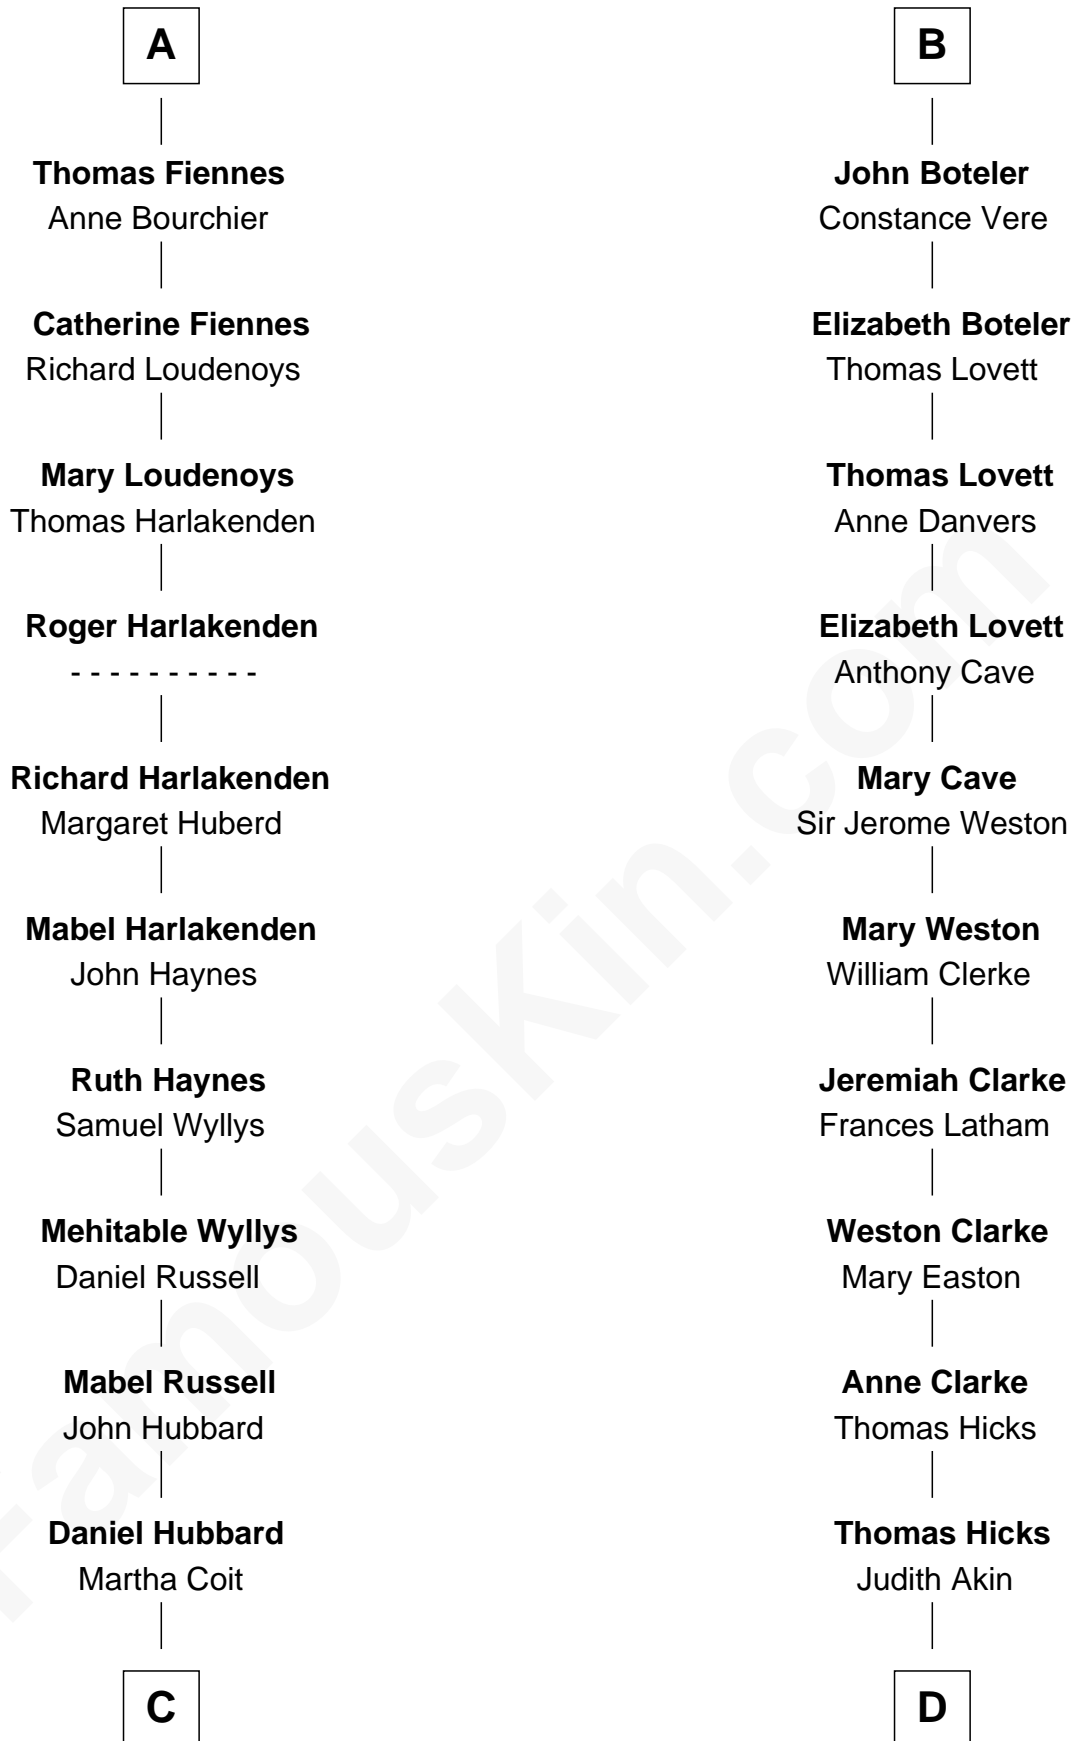 A
Thomas Fiennes
Anne Bourchier
Catherine Fiennes
Richard Loudenoys
Mary Loudenoys
Thomas Harlakenden
Roger Harlakenden
- - - - - - - - - -
Richard Harlakenden
Margaret Huberd
Mabel Harlakenden
John Haynes
Ruth Haynes
Samuel Wyllys
Mehitable Wyllys
Daniel Russell
Mabel Russell
John Hubbard
Daniel Hubbard
Martha Coit
C
B
John Boteler
Constance Vere
Elizabeth Boteler
Thomas Lovett
Thomas Lovett
Anne Danvers
Elizabeth Lovett
Anthony Cave
Mary Cave
Sir Jerome Weston
Mary Weston
William Clerke
Jeremiah Clarke
Frances Latham
Weston Clarke
Mary Easton
Anne Clarke
Thomas Hicks
Thomas Hicks
Judith Akin
D
FamousKin.com